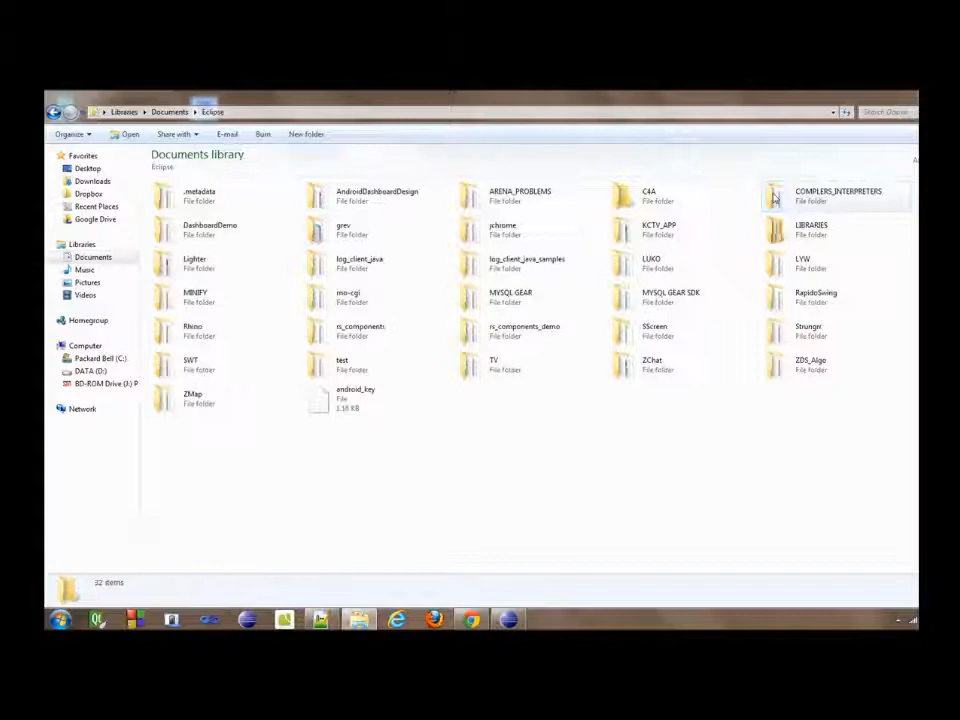 Libraries Documents Eclipse
Organize Open Share with E-mail Burn New folder
Favorites
Desktop
Downloads
Dropbox
Recent Places
Google Drive
Libraries
Documents
Music
Pictures
Videos
Homegroup
Computer
Packard Bell (C:)
DATA (D:)
BD-ROM Drive (J:) P
Network
Documents library
Eclipse
.metadata
File folder
AndroidDashboardDesign
File folder
ARENA_PROBLEMS
File folder
C4A
File folder
COMPLERS_INTERPRETERS
File folder
DashboardDemo
File folder
grev
File folder
jchrome
File folder
KCTV_APP
File folder
LIBRARIES
File folder
Lighter
File folder
log_client_java
File folder
log_client_java_samples
File folder
LUKO
File folder
LYW
File folder
MINIFY
File folder
mo-cgi
File folder
MYSQL GEAR
File folder
MYSQL GEAR SDK
File folder
RapidoSwing
File folder
Rhino
File folder
rs_components
File folder
rs_components_demo
File folder
SScreen
File folder
Strungr
File folder
SWT
File folder
test
File folder
TV
File folder
ZChat
File folder
ZDS_Algo
File folder
ZMap
File folder
android_key
File
1.16 KB
32 items